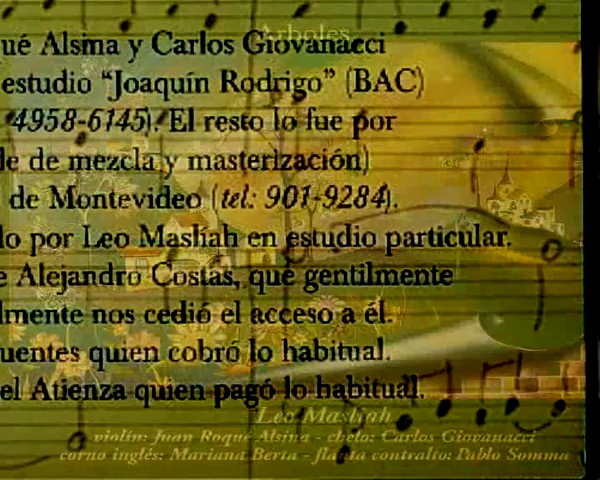 Árboles
ué Alsina y Carlos Giovanacci
estudio “Joaquín Rodrigo” (BAC)
4958-6145). El resto lo fue por
de mezcla y masterización)
de Montevideo (tel: 901-9284).
do por Leo Masliah en estudio particular.
Alejandro Costas, que gentilmente
lmente nos cedió el acceso a él.
uentes quien cobró lo habitual.
el Atienza quien pagó lo habitual.
Leo Masliah
violín: Juan Roqué Alsina - chelo: Carlos Giovanacci
corno inglés: Mariana Berta - flauta contralto: Pablo Somma